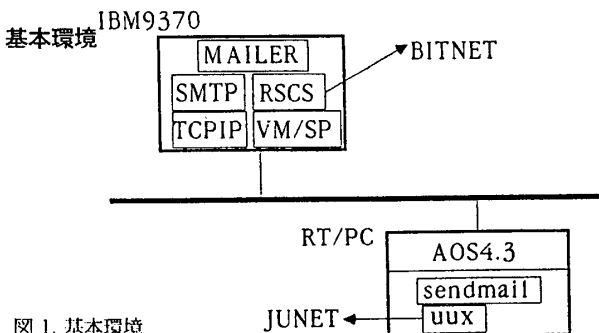 IBM9370
基本環境
MAILER
BITNET
SMTP RSCS
TCPIP VM/SP
RT/PC
AOS4.3
sendmail
JUNET uux
図 1. 基本環境